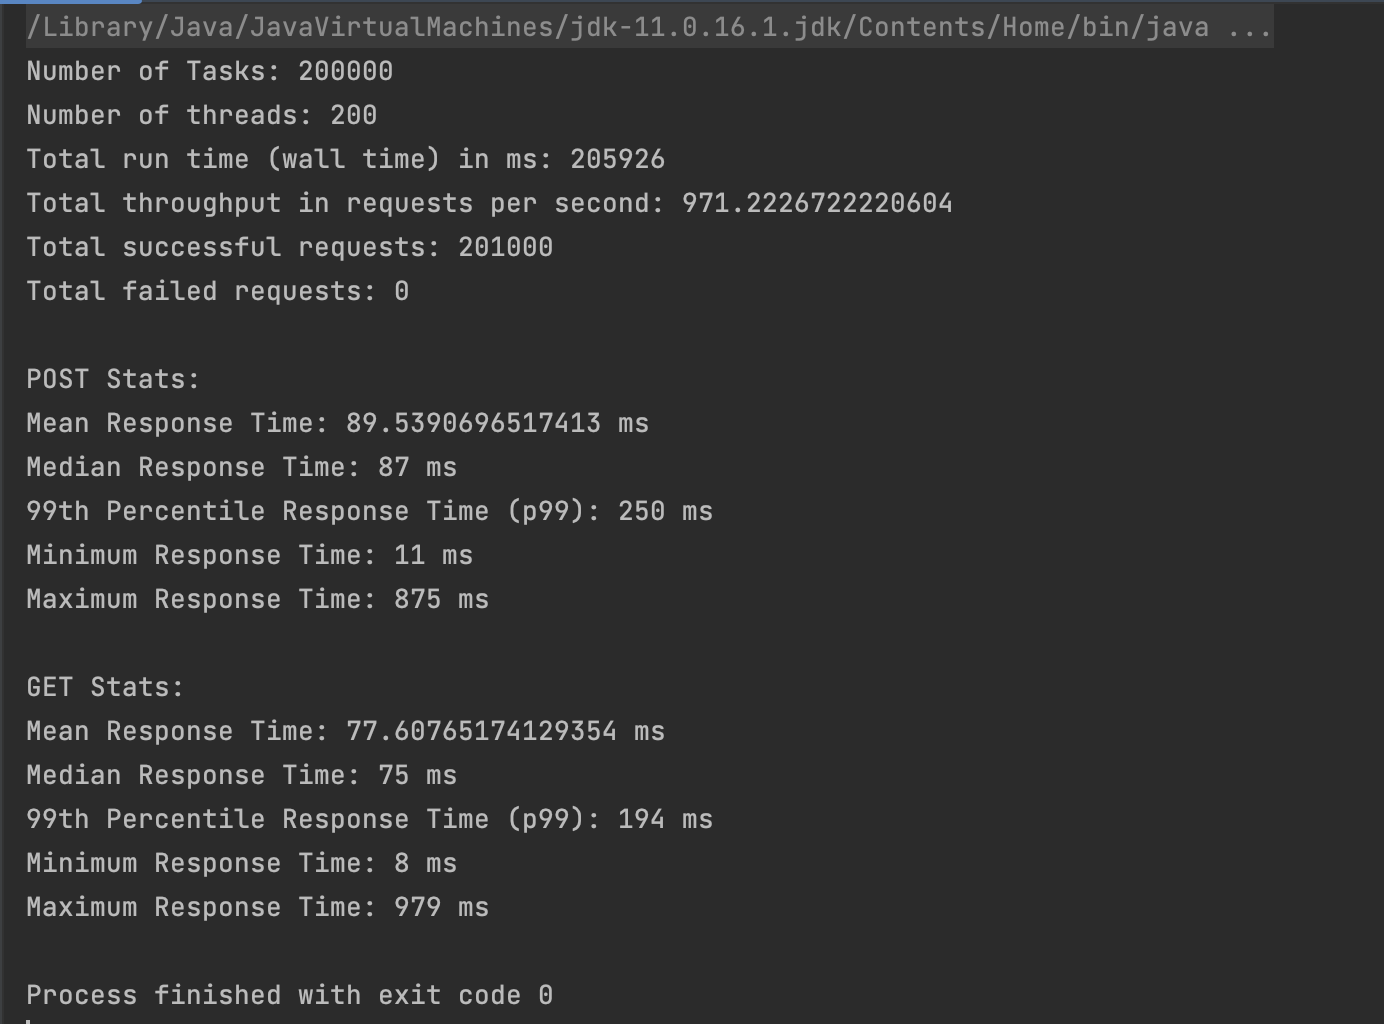 /Library/Java/JavaVirtualMachines/jdk-11.0.16.1.jdk/Contents/Home/bin/java ...
Number of Tasks: 200000
Number of threads: 200
Total run time (wall time) in ms: 205926
Total throughput in requests per second: 971.2226722220604
Total successful requests: 201000
Total failed requests: 0
POST Stats:
Mean Response Time: 89.5390696517413 ms
Median Response Time: 87 ms
99th Percentile Response Time (p99): 250 ms
Minimum Response Time: 11 ms
Maximum Response Time: 875 ms
GET Stats:
Mean Response Time: 77.60765174129354 ms
Median Response Time: 75 ms
99th Percentile Response Time (p99): 194 ms
Minimum Response Time: 8 ms
Maximum Response Time: 979 ms
Process finished with exit code 0